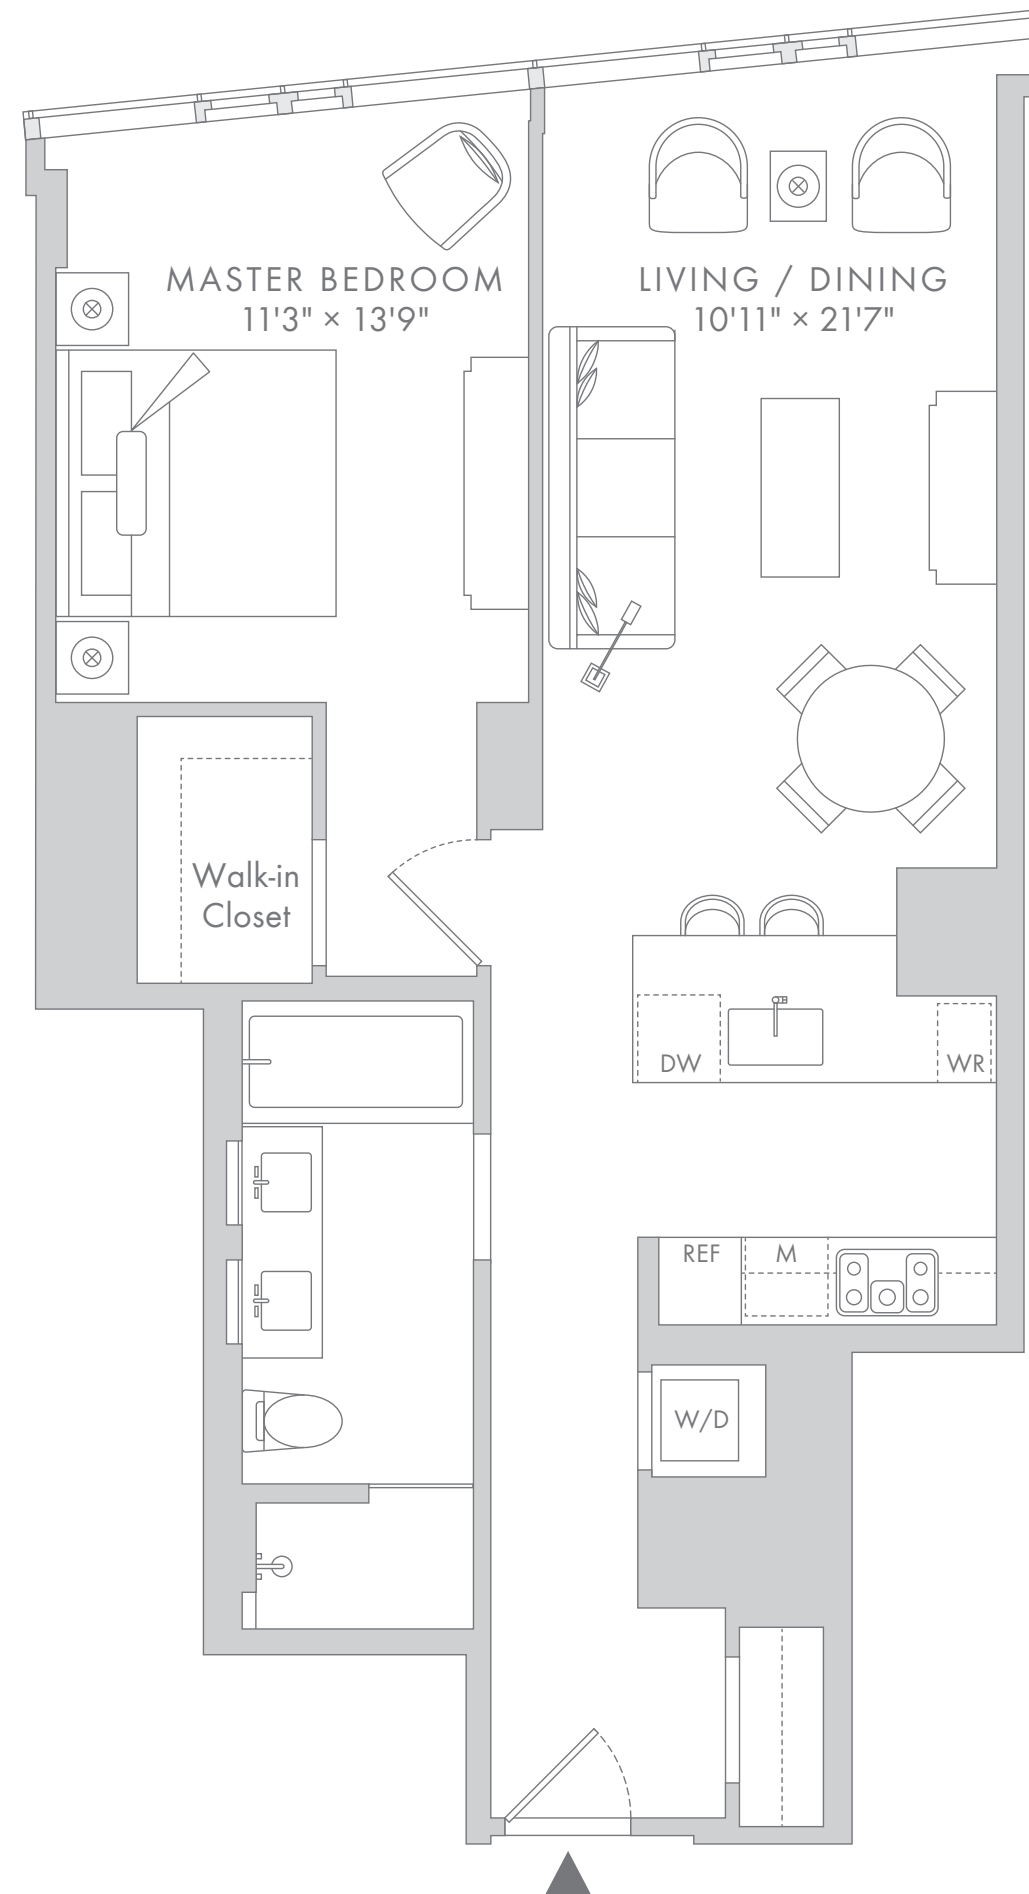 MASTER BEDROOM
11'3" × 13'9"
LIVING / DINING
10'11" × 21'7"
Walk-in
Closet
DW
WR
REF
M
W/D